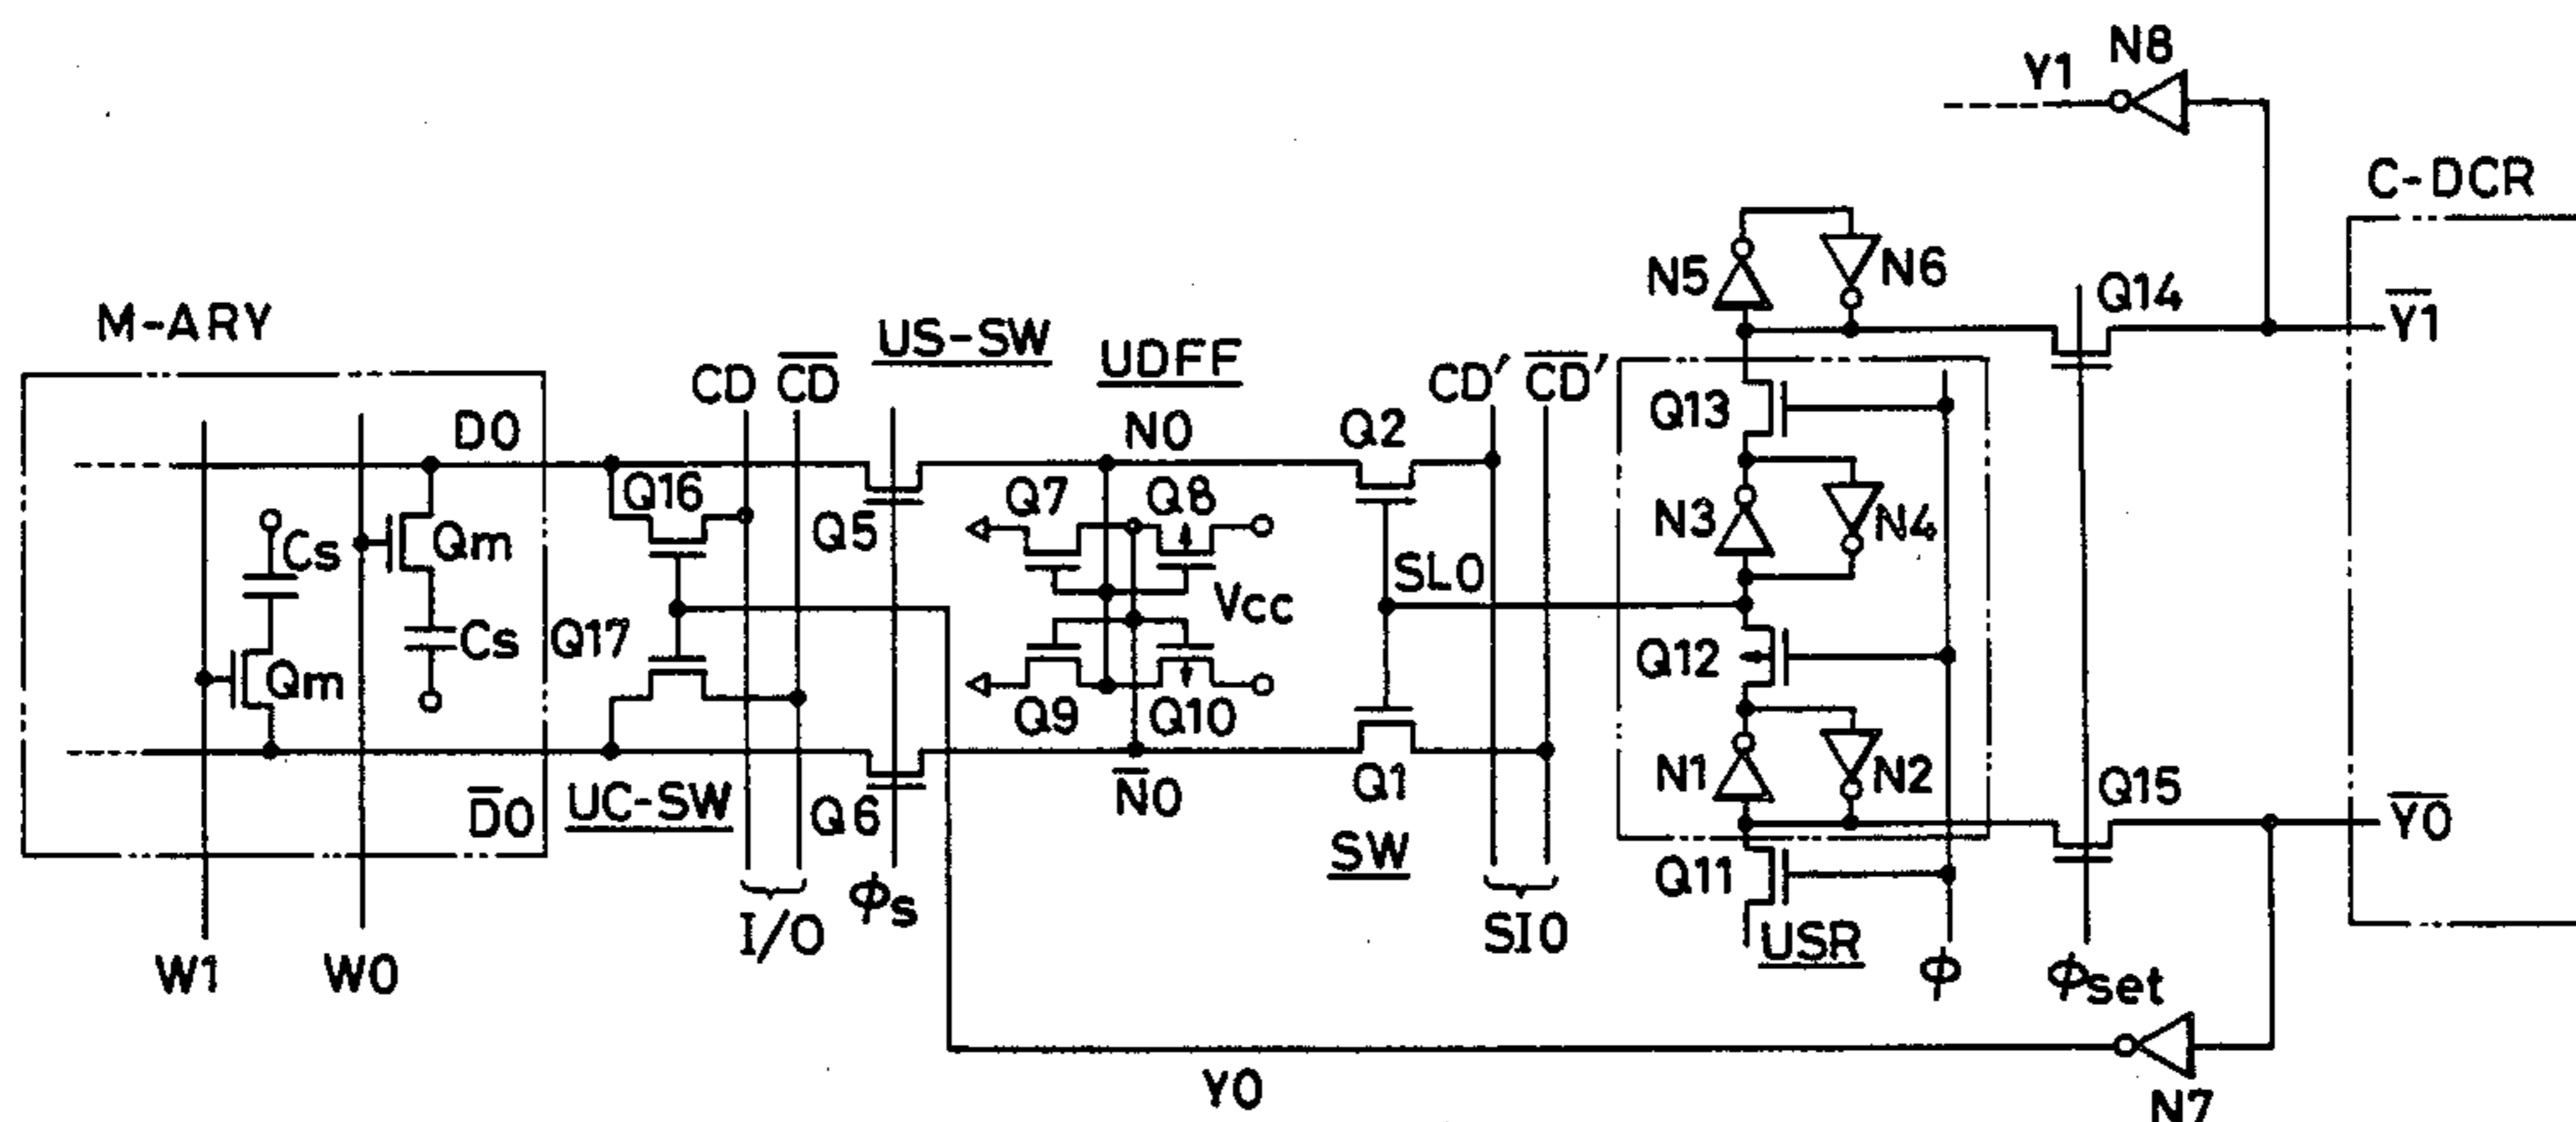 Y1 N8
C-DCR
N5 N6 Q14
M-ARY US-SW UDFF Y̅1̅
CD C̅D̅ CD' C̅D̅'
D0 N0 Q2 Q13
Q16 Q7 Q8
Cs Qm Q5 N3 N4
SL0
Vcc
Cs Q17 Q12
Qm
Q9 Q10
N1 N2 Q15
D̅0 UC-SW Q6 N̅0 Q1 Y̅0̅
SW Q11
ϕs
I/O SIO USR
W1 W0 ϕ ϕset
Y0 N7